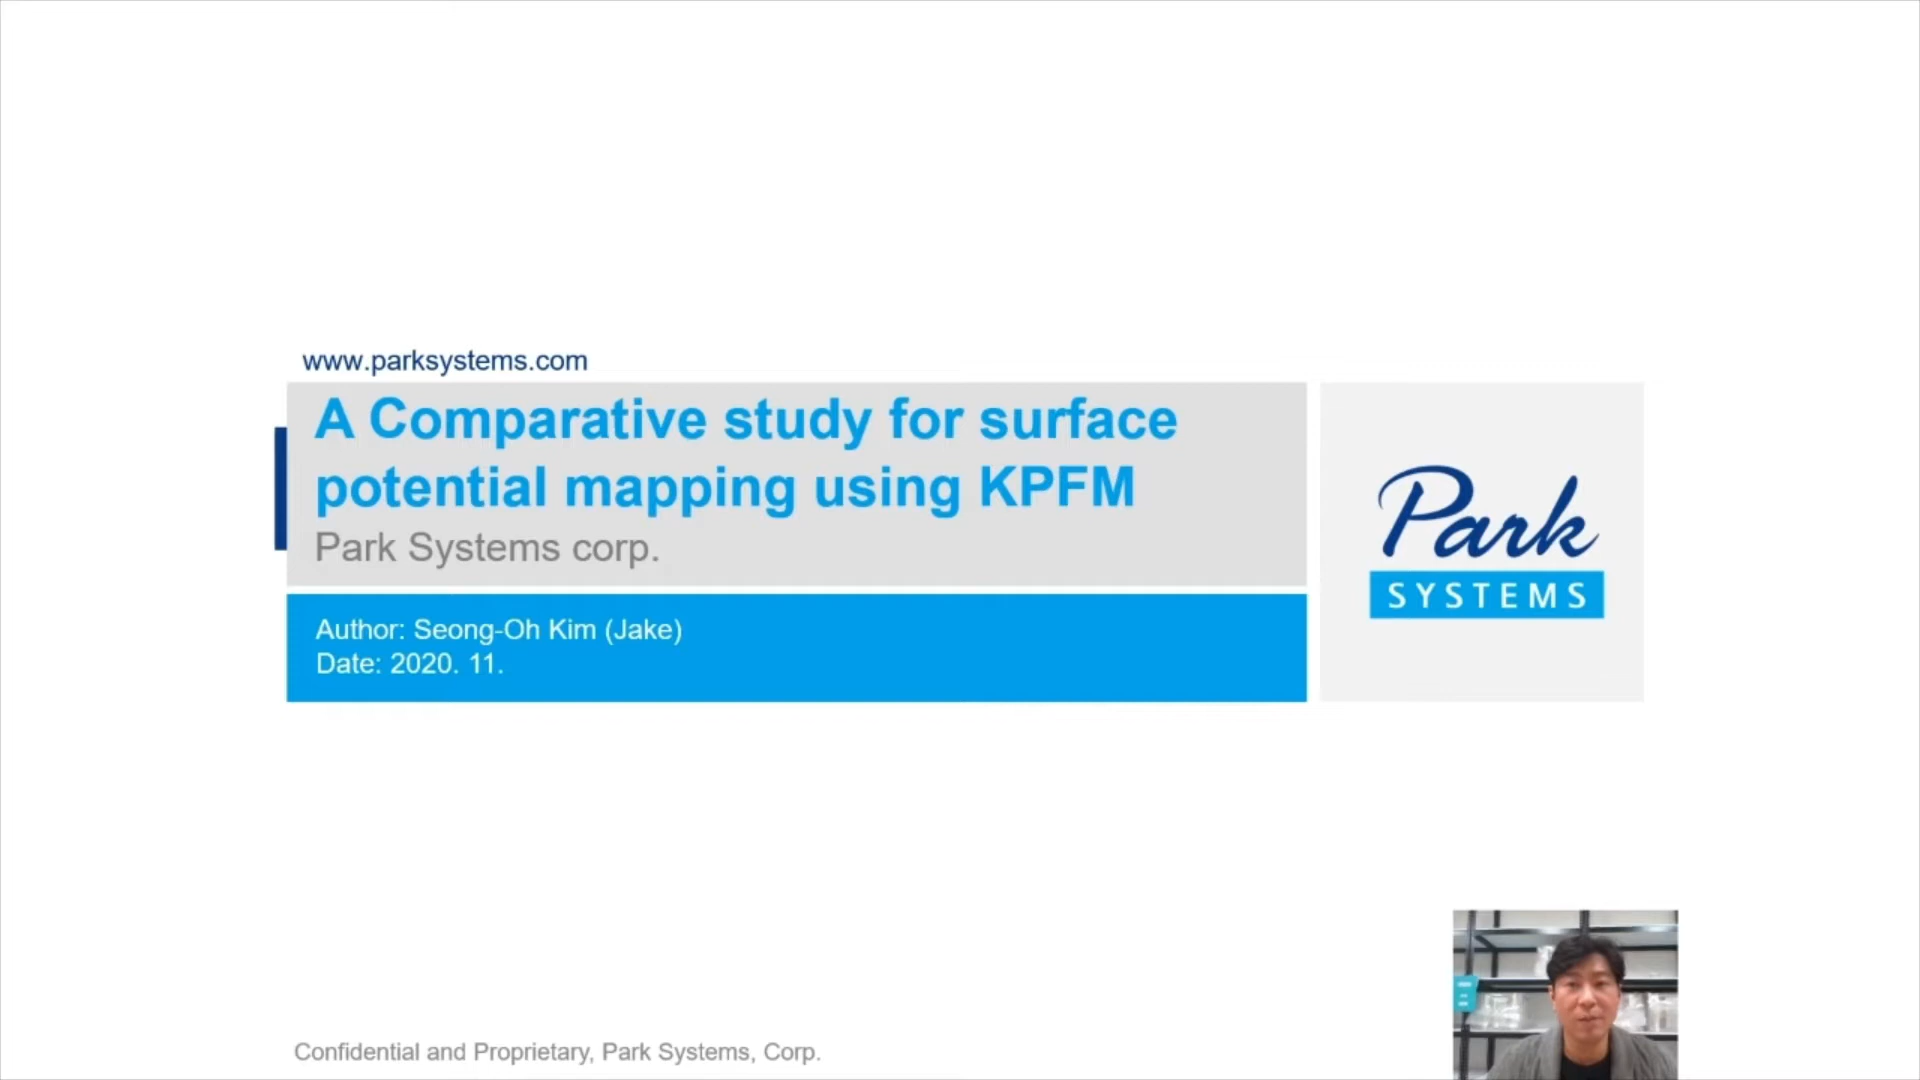 www.parksystems.com
A Comparative study for surface
potential mapping using KPFM
Park Systems corp.
Author: Seong-Oh Kim (Jake)
Date: 2020. 11.
Park
SYSTEMS
Confidential and Proprietary, Park Systems, Corp.